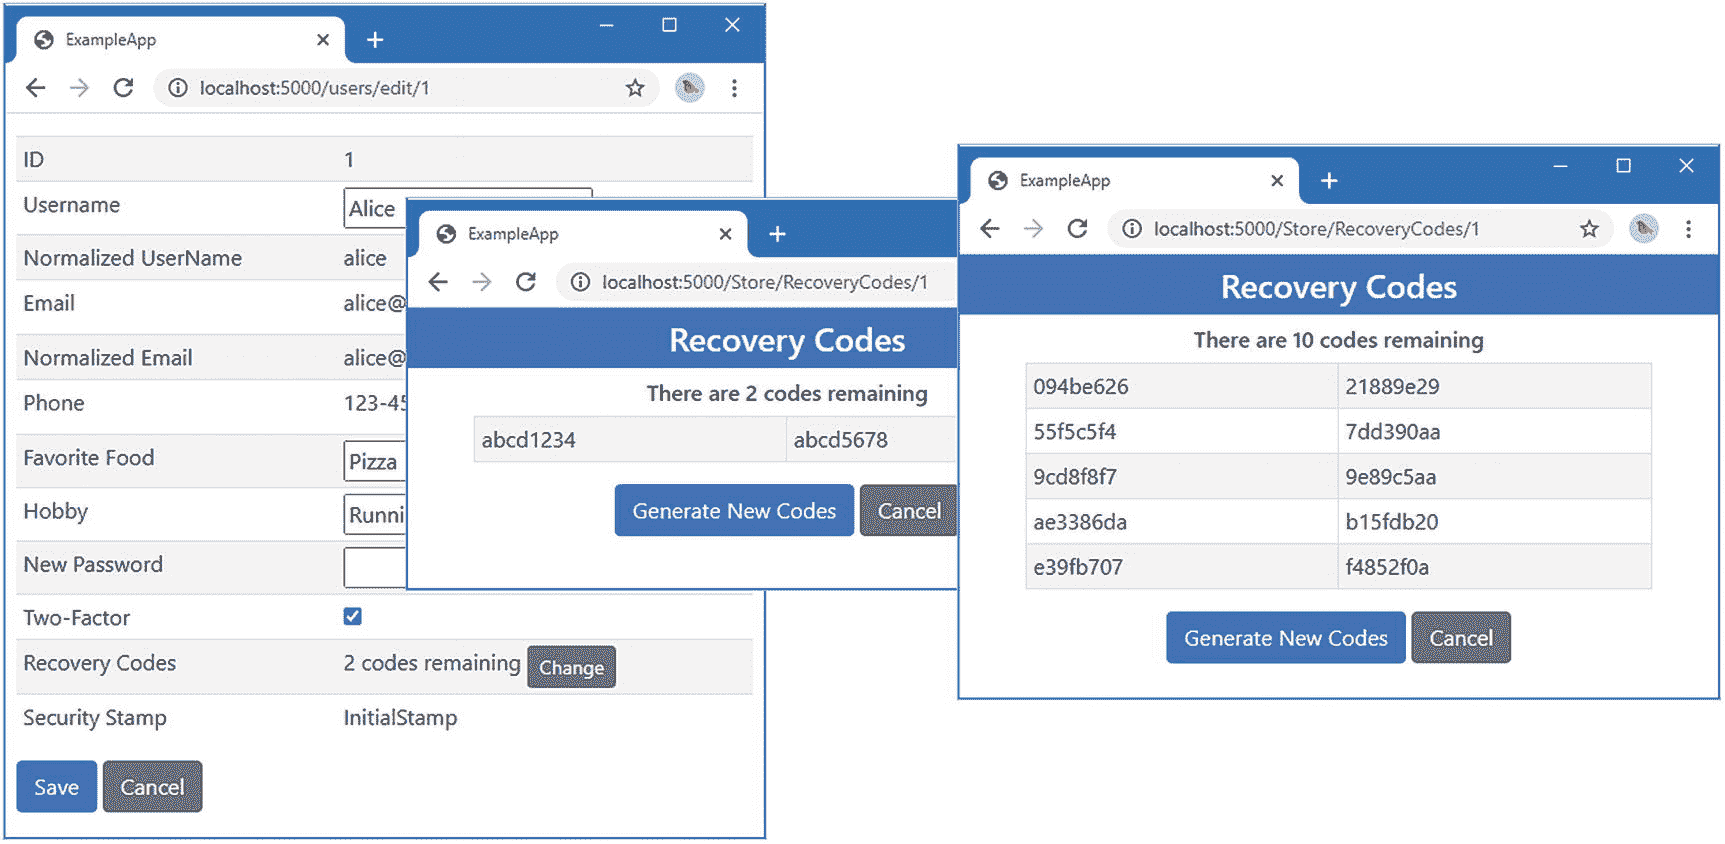 ExampleApp
localhost:5000/users/edit/1
ID 1
Username Alice
Normalized UserName alice
Email alice@
Normalized Email alice@
Phone 123-45
Favorite Food Pizza
Hobby Runni
New Password
Two-Factor
Recovery Codes 2 codes remaining Change
Security Stamp InitialStamp
Save Cancel
ExampleApp
localhost:5000/Store/RecoveryCodes/1
Recovery Codes
There are 2 codes remaining
abcd1234 abcd5678
Generate New Codes Cancel
ExampleApp
localhost:5000/Store/RecoveryCodes/1
Recovery Codes
There are 10 codes remaining
094be626 21889e29
55f5c5f4 7dd390aa
9cd8f8f7 9e89c5aa
ae3386da b15fdb20
e39fb707 f4852f0a
Generate New Codes Cancel